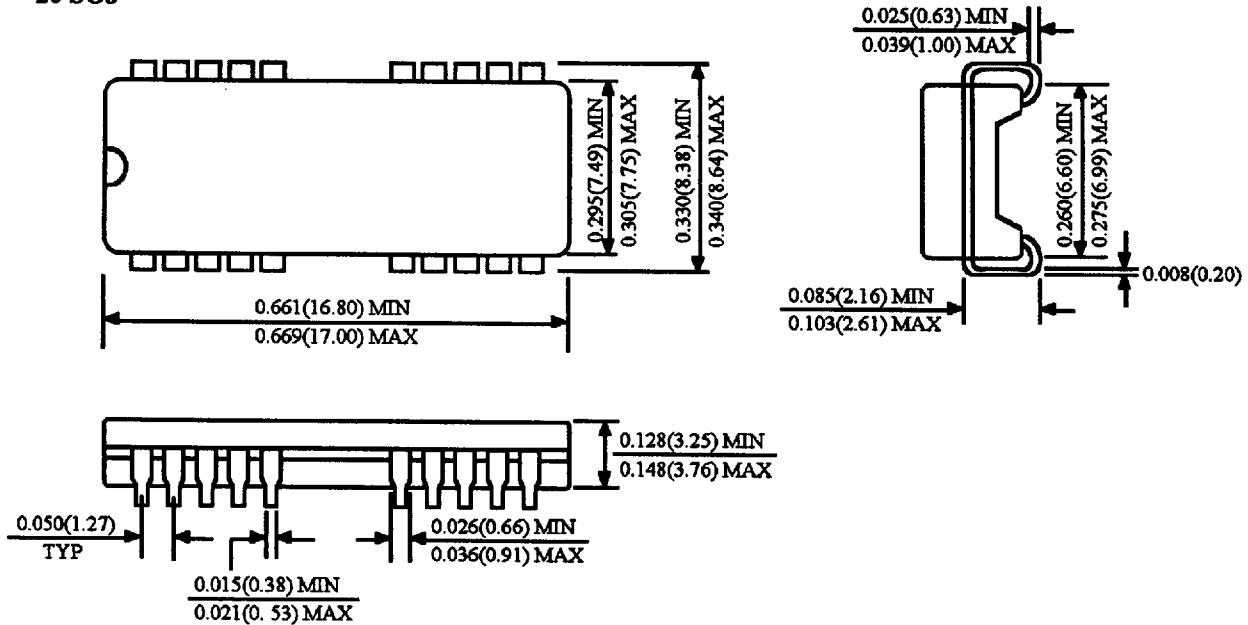 0.025(0.63) MIN
0.039(1.00) MAX
0.295(7.49) MIN
0.305(7.75) MAX
0.330(8.38) MIN
0.340(8.64) MAX
0.260(6.60) MIN
0.275(6.99) MAX
0.008(0.20)
0.661(16.80) MIN
0.669(17.00) MAX
0.085(2.16) MIN
0.103(2.61) MAX
0.128(3.25) MIN
0.148(3.76) MAX
0.050(1.27)
TYP
0.026(0.66) MIN
0.036(0.91) MAX
0.015(0.38) MIN
0.021(0. 53) MAX